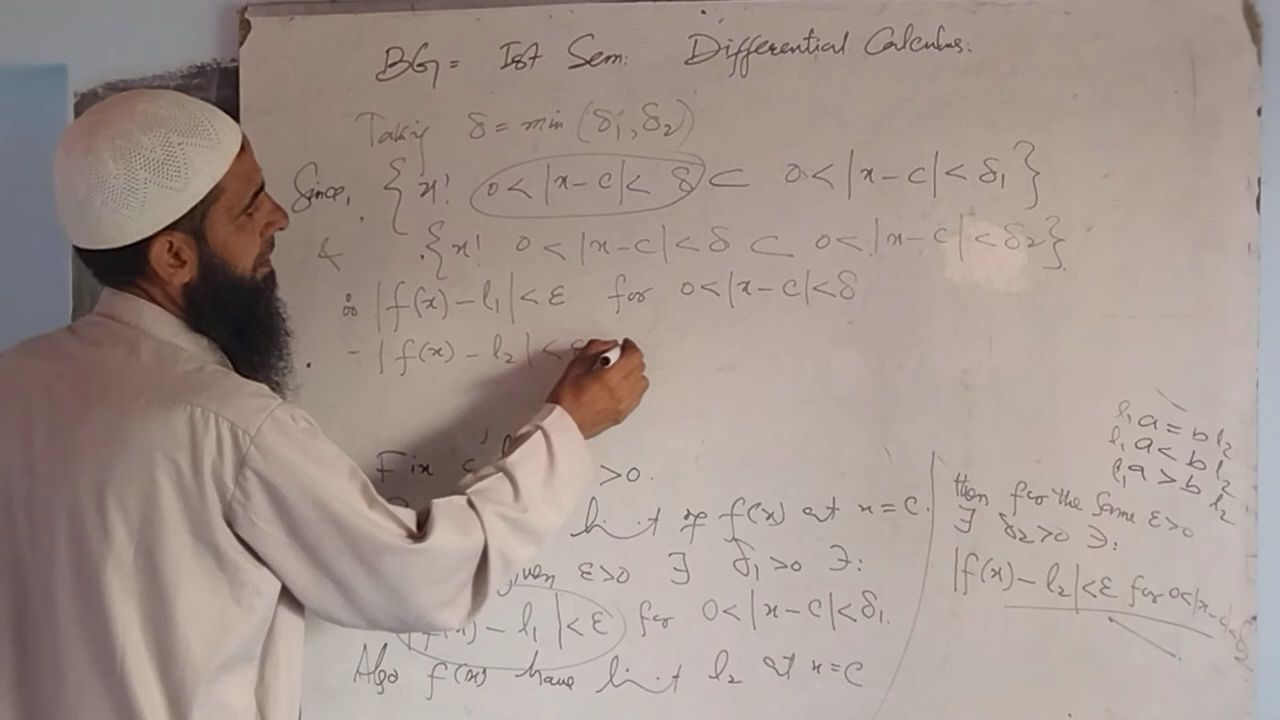 BG = Ist Sem: Differential Calculus:
Taking δ = min (δ1, δ2)
Since, { x! 0 < |x-c| < δ ⊂ 0 < |x-c| < δ1 }
& { x! 0 < |x-c| < δ ⊂ 0 < |x-c| < δ2 }
∴ |f(x) - l1| < ε for 0 < |x-c| < δ
- |f(x) - l2| <
Fix > 0.
limit of f(x) at x = c.
given ε>0 ∃ δ1>0 ∋:
|f(x) - l1| < ε for 0 < |x-c| < δ1.
Also f(x) have limit l2 at x = c
l1 a = b l2
l1 a < b l2
l1 a > b l2
then for the same ε>0
∃ δ2>0 ∋:
|f(x) - l2| < ε for 0<|x-c|<δ2